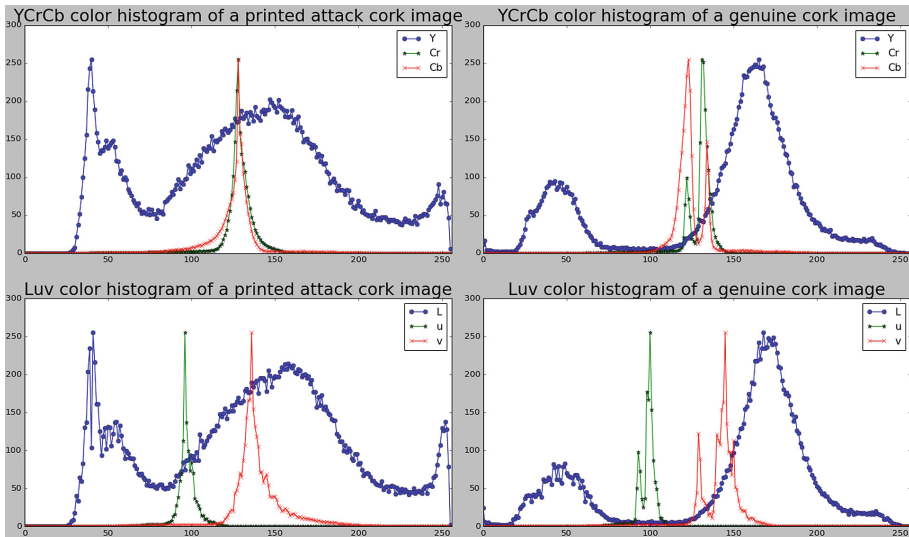 YCrCb color histogram of a printed attack cork image
300
250
200
150
100
50
0
0 50 100 150 200 250
Y
Cr
Cb
YCrCb color histogram of a genuine cork image
300
250
200
150
100
50
0
0 50 100 150 200 250
Y
Cr
Cb
Luv color histogram of a printed attack cork image
300
250
200
150
100
50
0
0 50 100 150 200 250
L
u
v
Luv color histogram of a genuine cork image
300
250
200
150
100
50
0
0 50 100 150 200 250
L
u
v